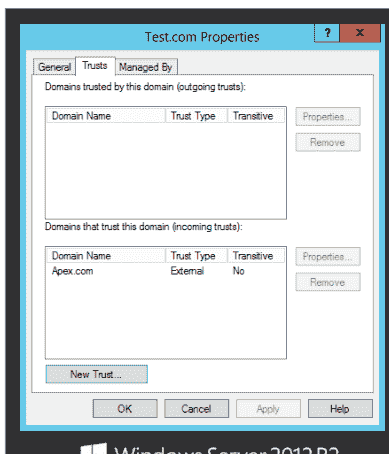 Test.com Properties
? x
General Trusts Managed By
Domains trusted by this domain (outgoing trusts):
Domain Name Trust Type Transitive
Properties...
Remove
Domains that trust this domain (incoming trusts):
Domain Name Trust Type Transitive
Properties...
Apex.com External No
Remove
New Trust...
OK Cancel Apply Help
Windows Server 2012 R2